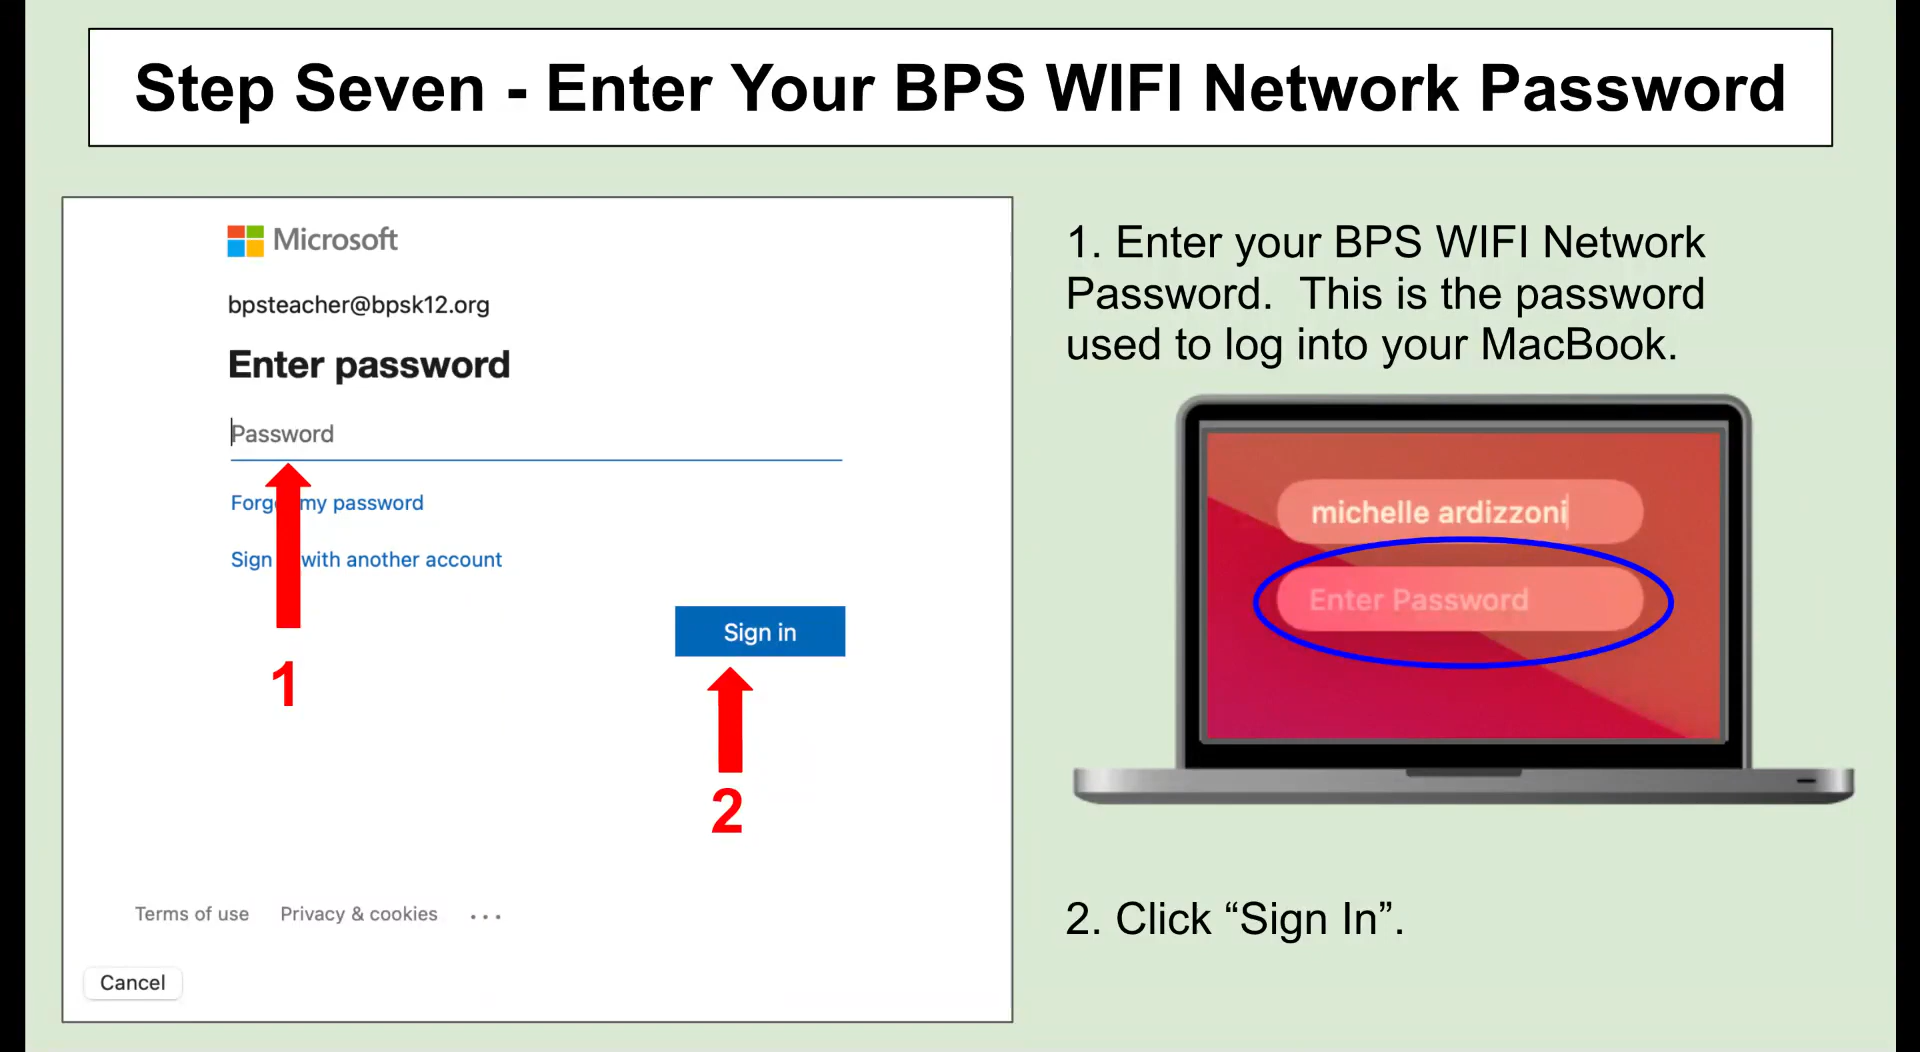 Step Seven - Enter Your BPS WIFI Network Password
Microsoft
bpsteacher@bpsk12.org
Enter password
Password
Forgo my password
Sign with another account
Sign in
1
2
Terms of use Privacy & cookies ...
Cancel
1. Enter your BPS WIFI Network
Password. This is the password
used to log into your MacBook.
michelle ardizzoni
Enter Password
2. Click “Sign In”.